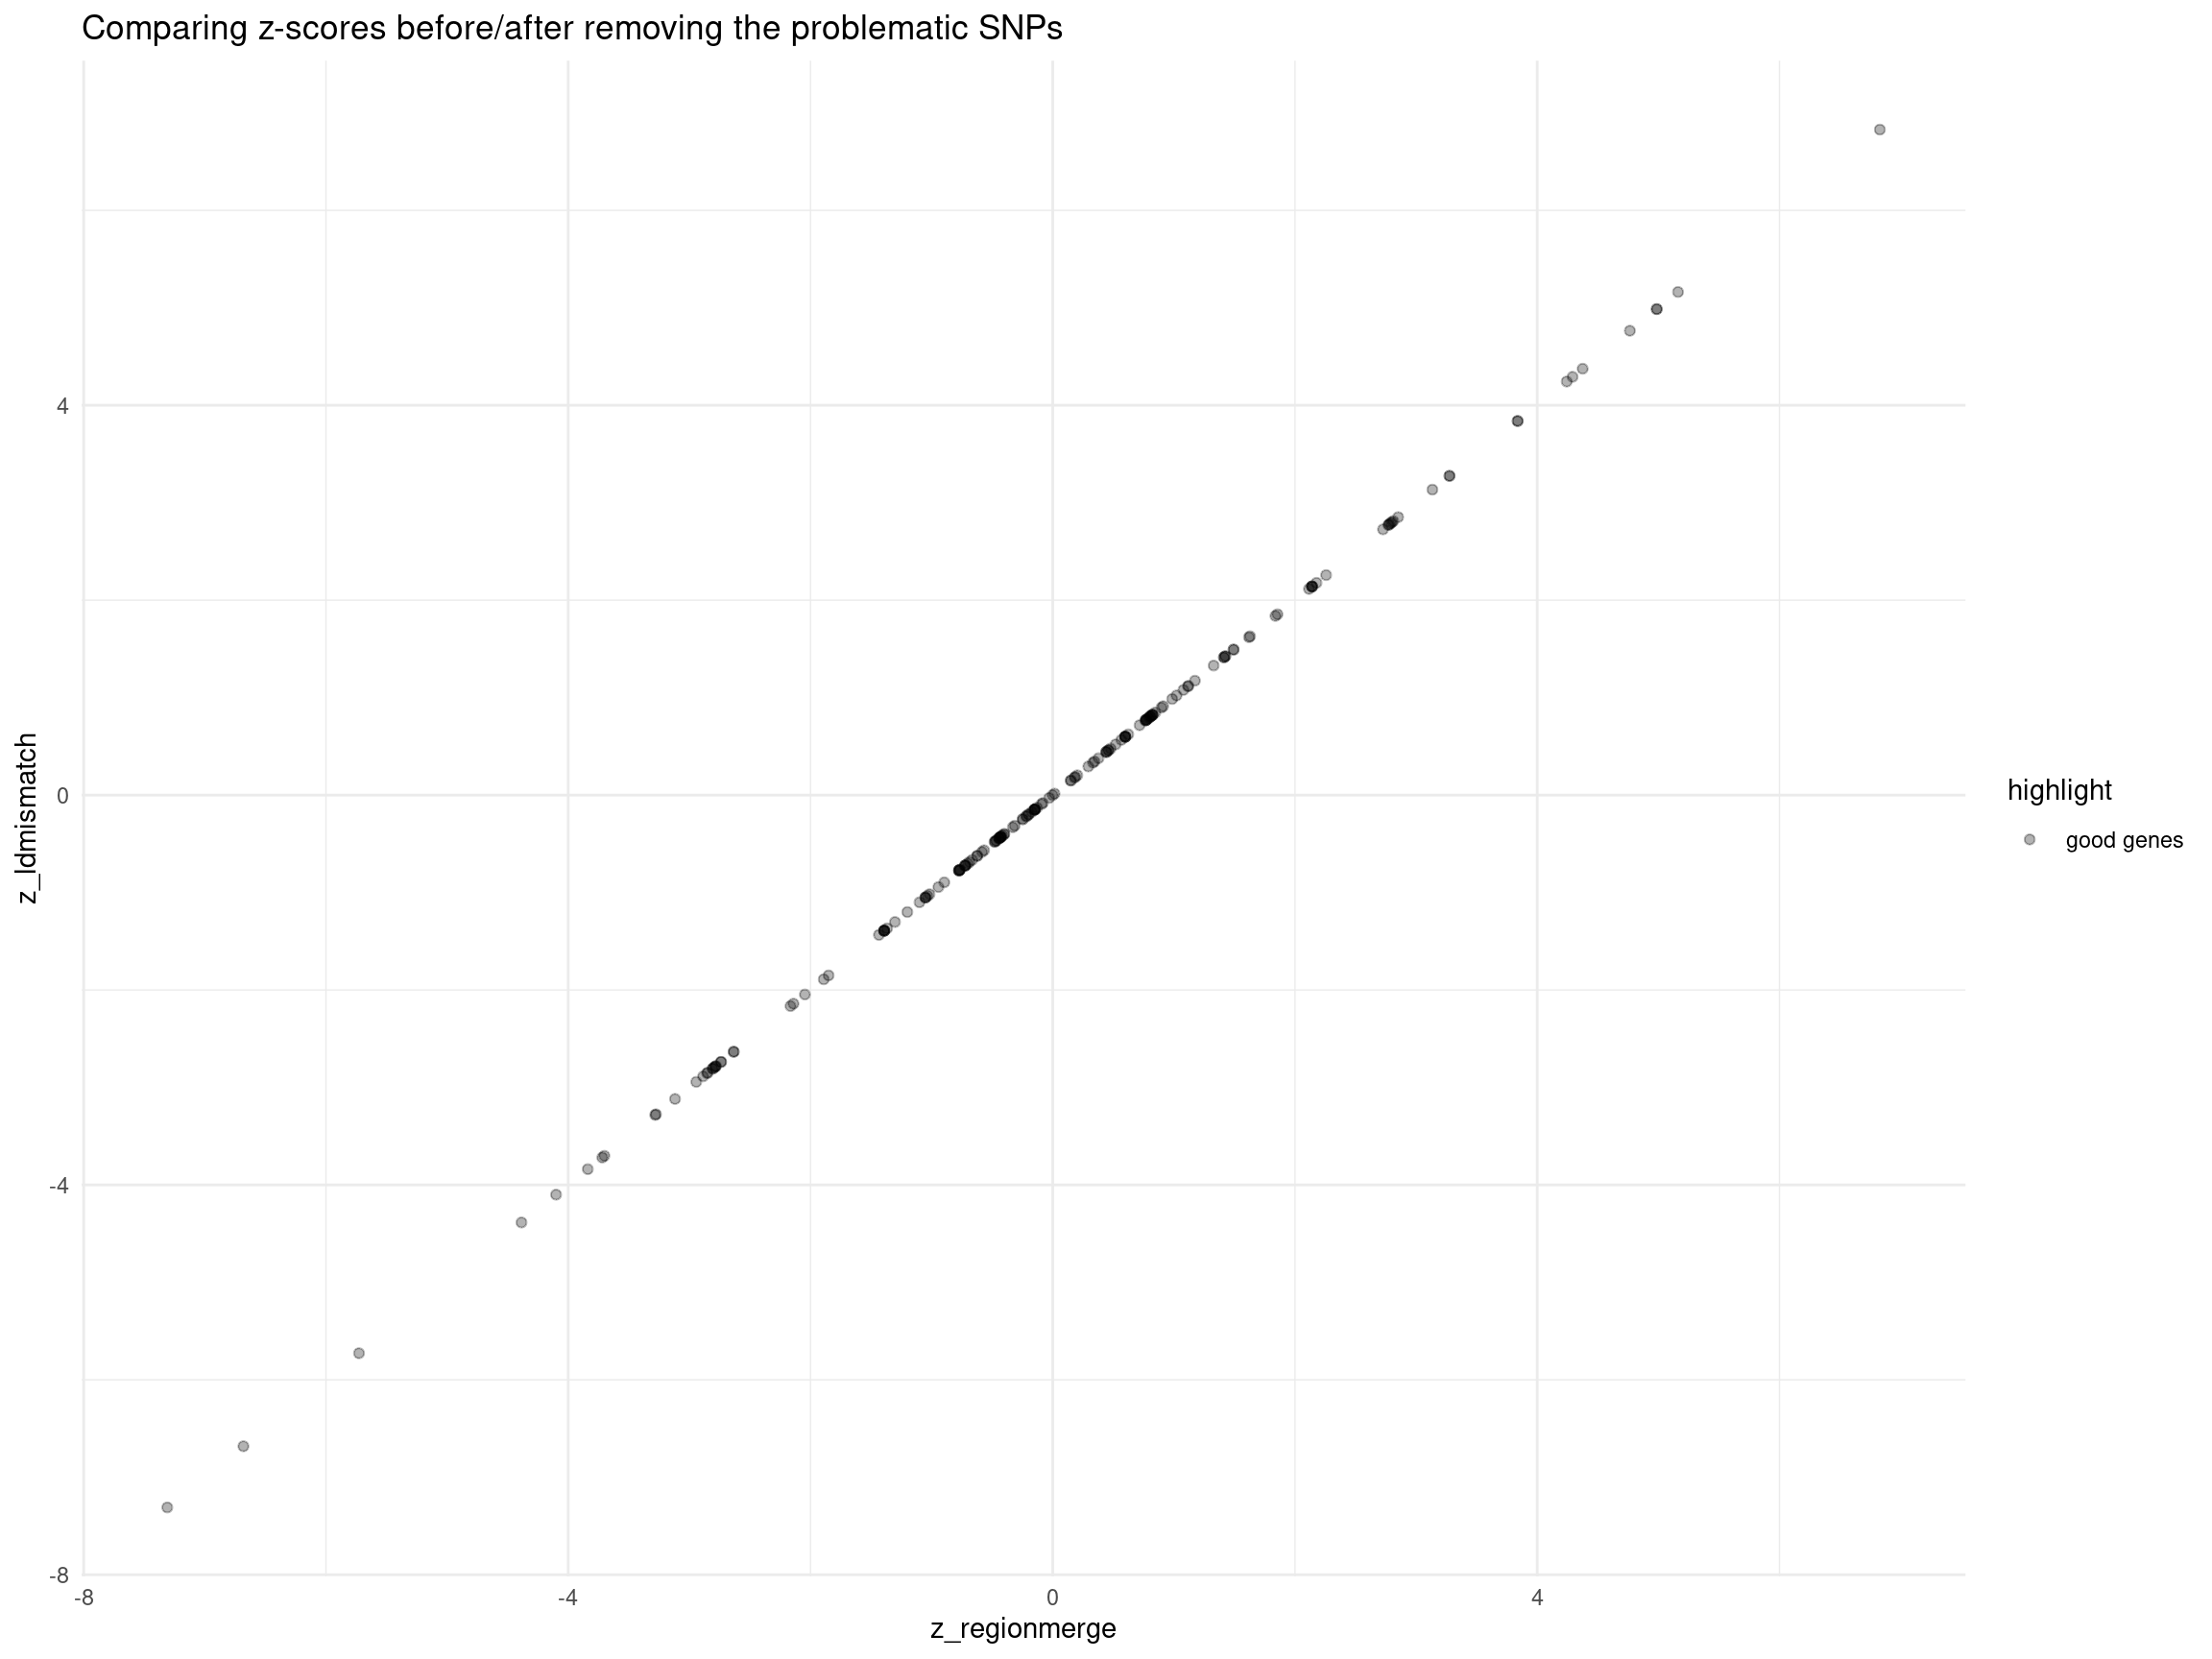 Comparing z-scores before/after removing the problematic SNPs
4
0
-4
-8
z_ldmismatch
-8
-4
0
4
z_regionmerge
highlight
good genes